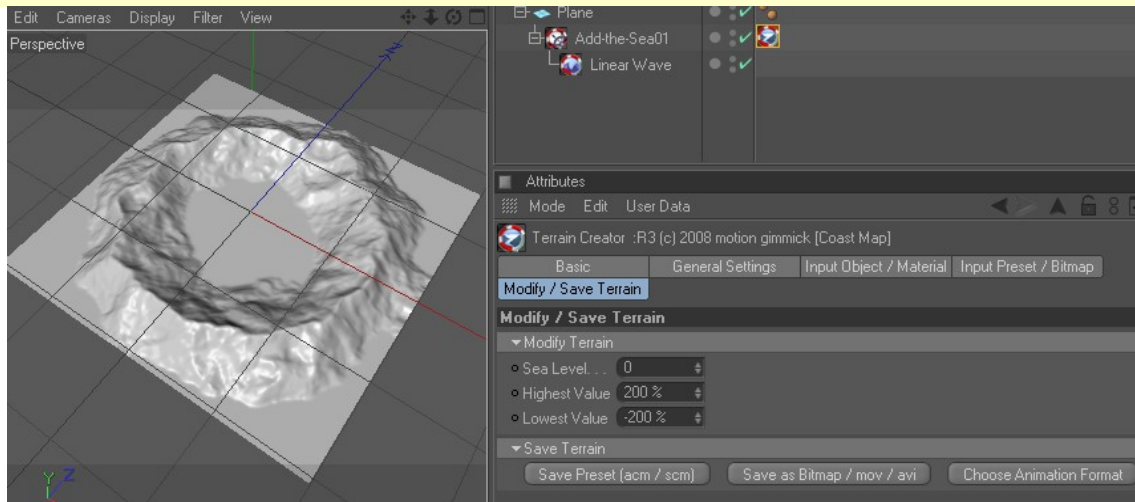 Edit Cameras Display Filter View
Perspective
Z
Y Z
Plane
Add-the-Sea01
Linear Wave
Attributes
Mode Edit User Data
Terrain Creator :R3 (c) 2008 motion gimmick [Coast Map]
Basic General Settings Input Object / Material Input Preset / Bitmap
Modify / Save Terrain
Modify / Save Terrain
Modify Terrain
Sea Level. . . 0
Highest Value 200 %
Lowest Value -200 %
Save Terrain
Save Preset (acm / scm) Save as Bitmap / mov / avi Choose Animation Format